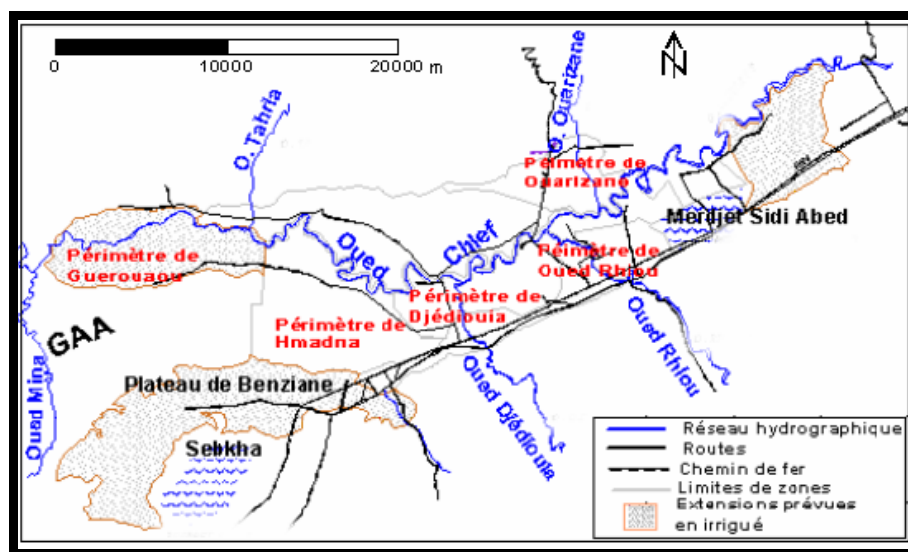 0 10000 20000 m
N
O. Tahria
O. Ouarizane
Périmètre de
Ouarizane
Merdjet Sidi Abed
Oued Chlef
Périmètre de
Guerouaou
Périmètre de
Oued Rhiou
Périmètre de
Djédiouia
Périmètre de
Hmadna
GAA
Oued Mina
Oued Rhiou
Oued Djédiouia
Plateau de Benziane
Sebkha
Réseau hydrographique
Routes
Chemin de fer
Limites de zones
Extensions prévues
en irrigué